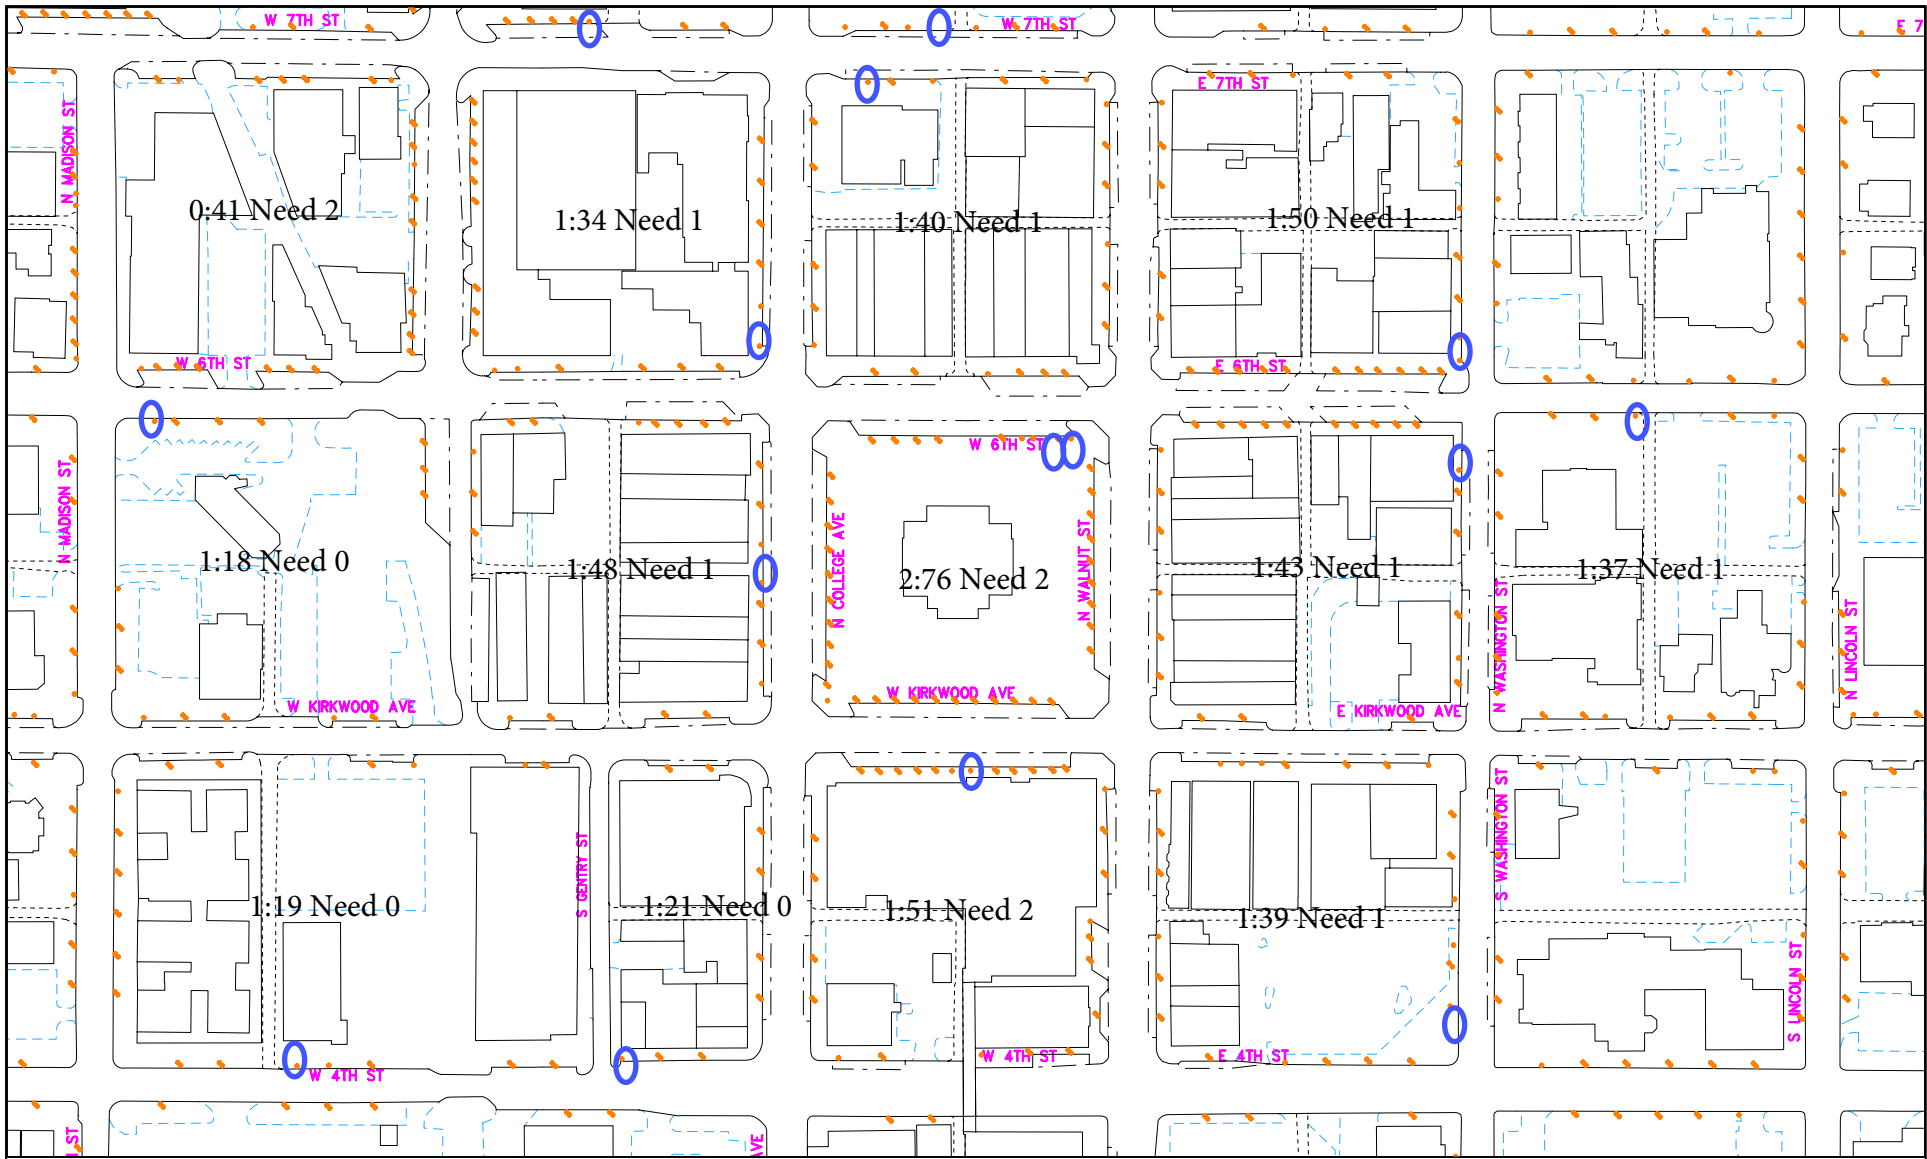 W 7TH ST
W 7TH ST
E 7
E 7TH ST
N MADISON ST
0:41 Need 2
1:34 Need 1
1:40 Need 1
1:50 Need 1
W 6TH ST
E 6TH ST
W 6TH ST
N MADISON ST
N COLLEGE AVE
N WALNUT ST
1:18 Need 0
1:48 Need 1
2:76 Need 2
1:43 Need 1
1:37 Need 1
N WASHINGTON ST
N LINCOLN ST
W KIRKWOOD AVE
W KIRKWOOD AVE
E KIRKWOOD AVE
S GENTRY ST
S WASHINGTON ST
1:19 Need 0
1:21 Need 0
1:51 Need 2
1:39 Need 1
S LINCOLN ST
W 4TH ST
W 4TH ST
E 4TH ST
ST
AVE